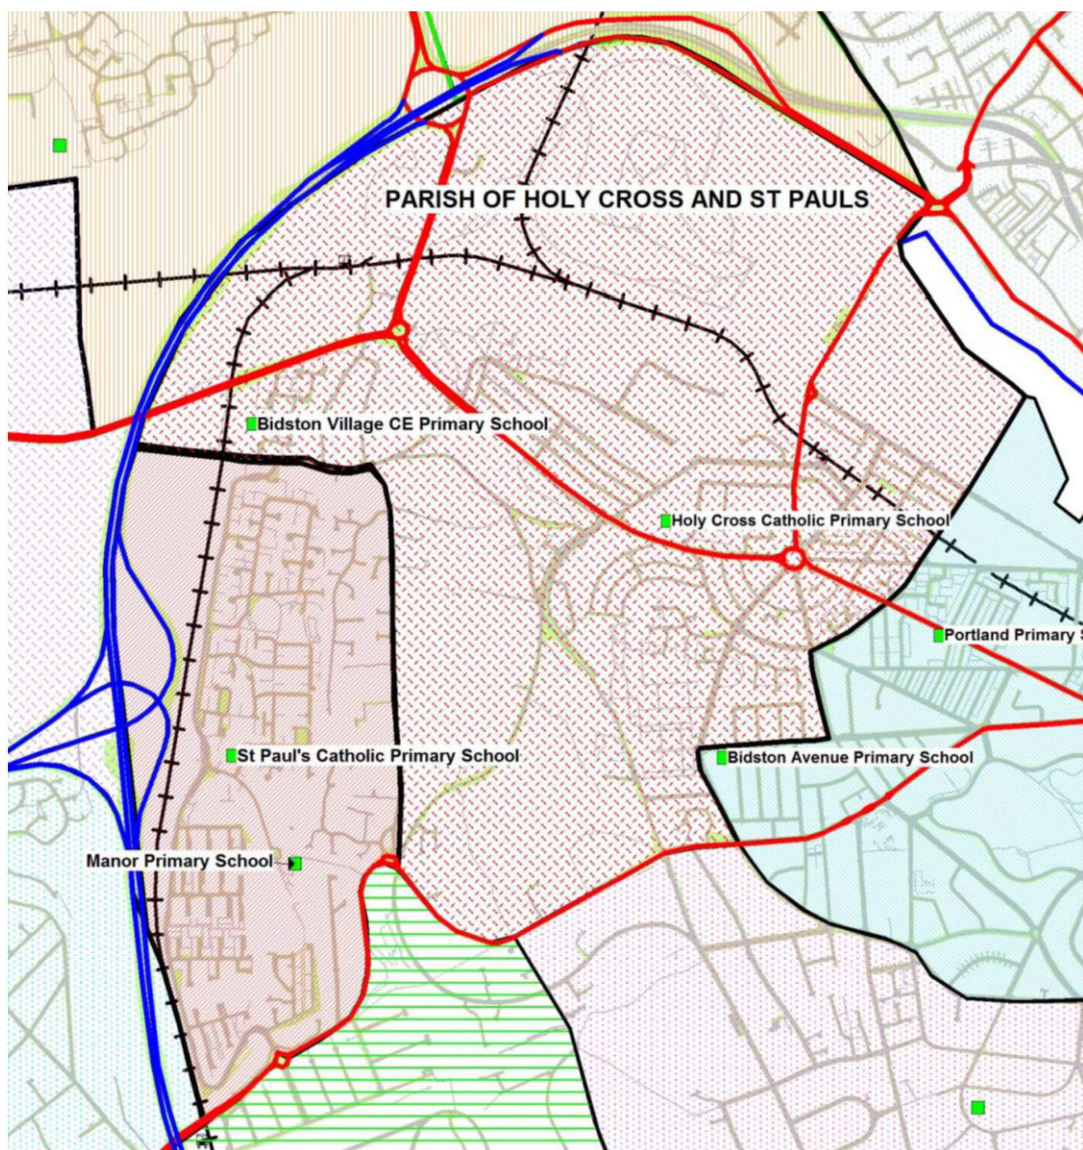 PARISH OF HOLY CROSS AND ST PAULS
Bidston Village CE Primary School
Holy Cross Catholic Primary School
Portland Primary
St Paul's Catholic Primary School
Bidston Avenue Primary School
Manor Primary School